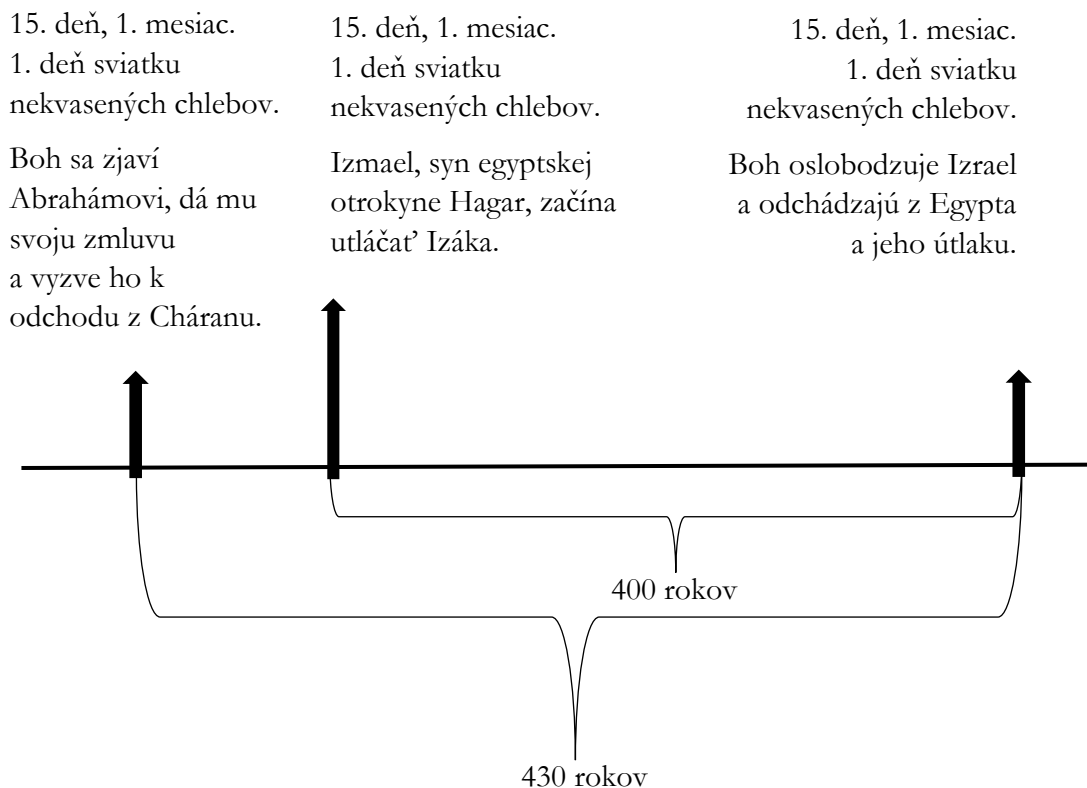 15. deň, 1. mesiac.
1. deň sviatku
nekvasených chlebov.
Boh sa zjaví
Abrahámovi, dá mu
svoju zmluvu
a vyzve ho k
odchodu z Cháranu.
15. deň, 1. mesiac.
1. deň sviatku
nekvasených chlebov.
Izmael, syn egyptskej
otrokyne Hagar, začína
utláčať Izáka.
15. deň, 1. mesiac.
1. deň sviatku
nekvasených chlebov.
Boh oslobodzuje Izrael
a odchádzajú z Egypta
a jeho útlaku.
400 rokov
430 rokov